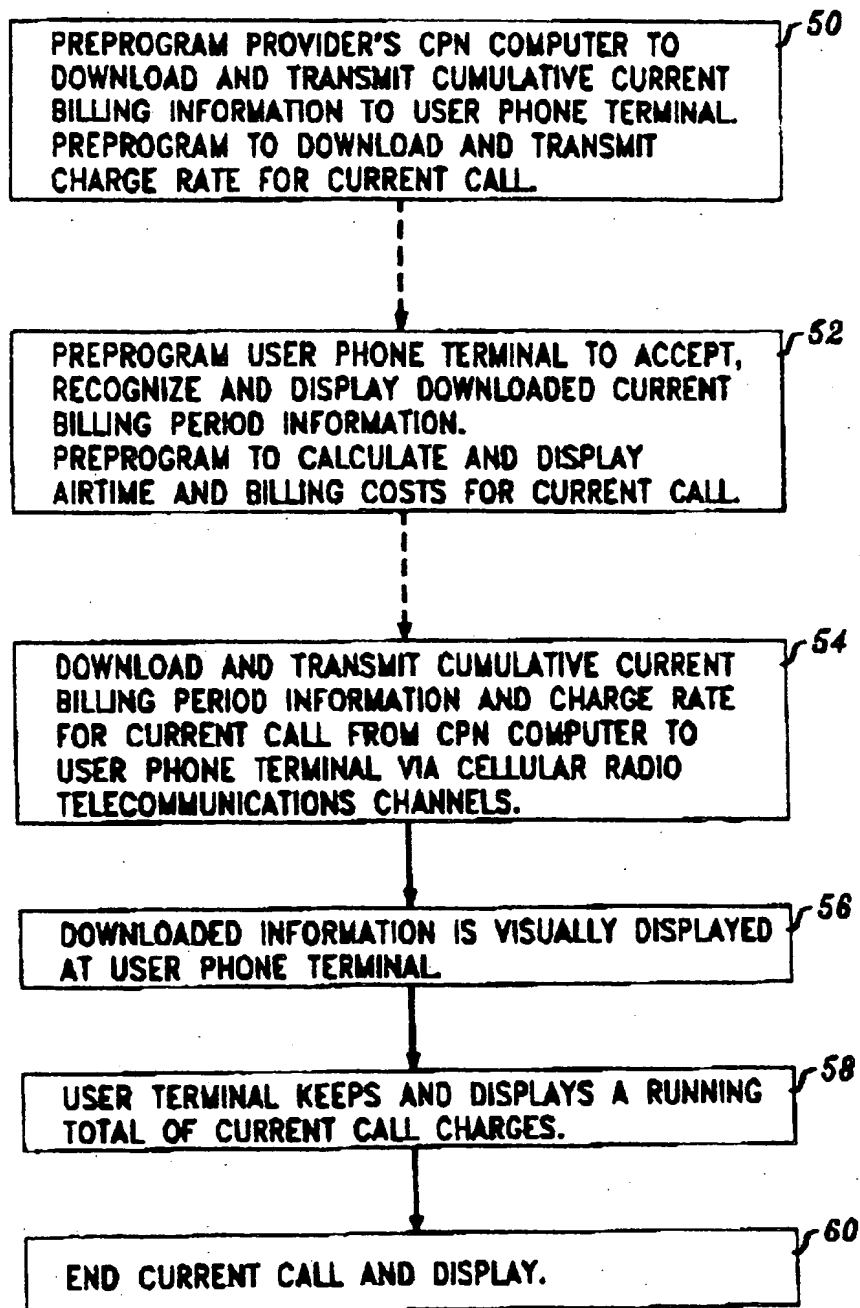 50
PREPROGRAM PROVIDER'S CPN COMPUTER TO
DOWNLOAD AND TRANSMIT CUMULATIVE CURRENT
BILLING INFORMATION TO USER PHONE TERMINAL.
PREPROGRAM TO DOWNLOAD AND TRANSMIT
CHARGE RATE FOR CURRENT CALL.
52
PREPROGRAM USER PHONE TERMINAL TO ACCEPT,
RECOGNIZE AND DISPLAY DOWNLOADED CURRENT
BILLING PERIOD INFORMATION.
PREPROGRAM TO CALCULATE AND DISPLAY
AIRTIME AND BILLING COSTS FOR CURRENT CALL.
54
DOWNLOAD AND TRANSMIT CUMULATIVE CURRENT
BILLING PERIOD INFORMATION AND CHARGE RATE
FOR CURRENT CALL FROM CPN COMPUTER TO
USER PHONE TERMINAL VIA CELLULAR RADIO
TELECOMMUNICATIONS CHANNELS.
56
DOWNLOADED INFORMATION IS VISUALLY DISPLAYED
AT USER PHONE TERMINAL
58
USER TERMINAL KEEPS AND DISPLAYS A RUNNING
TOTAL OF CURRENT CALL CHARGES.
60
END CURRENT CALL AND DISPLAY.